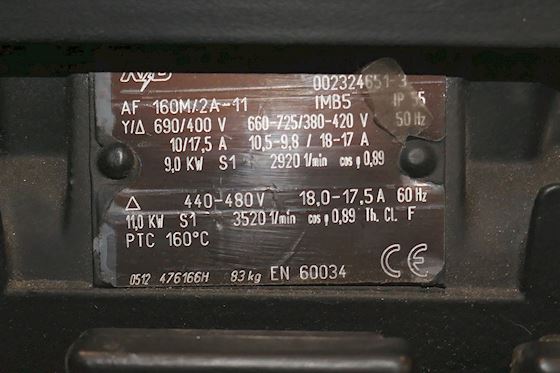 002324651-3
AF 160M/2A-11 IMB5 IP 55
Y/Δ 690/400 V 660-725/380-420 V 50 Hz
10/17,5 A 10,5-9,8 / 18-17 A
9,0 KW S1 2920 1/min cos φ 0,89
Δ 440-480 V 18,0-17,5 A 60 Hz
11,0 KW S1 3520 1/min cos φ 0,89 Th. Cl. F
PTC 160°C
0512 476166H 83 kg EN 60034 CE